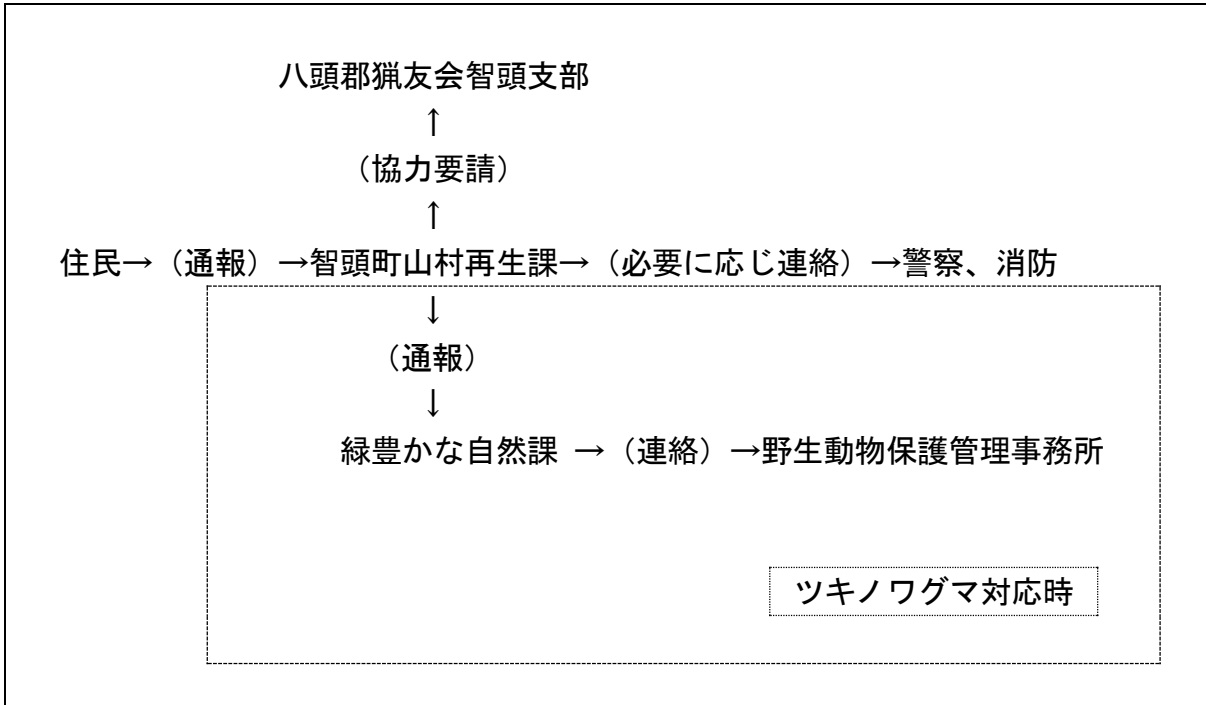 八頭郡猟友会智頭支部
↑
（協力要請）
↑
住民→（通報）→智頭町山村再生課→（必要に応じ連絡）→警察、消防
↓
（通報）
↓
緑豊かな自然課 →（連絡）→野生動物保護管理事務所
ツキノワグマ対応時